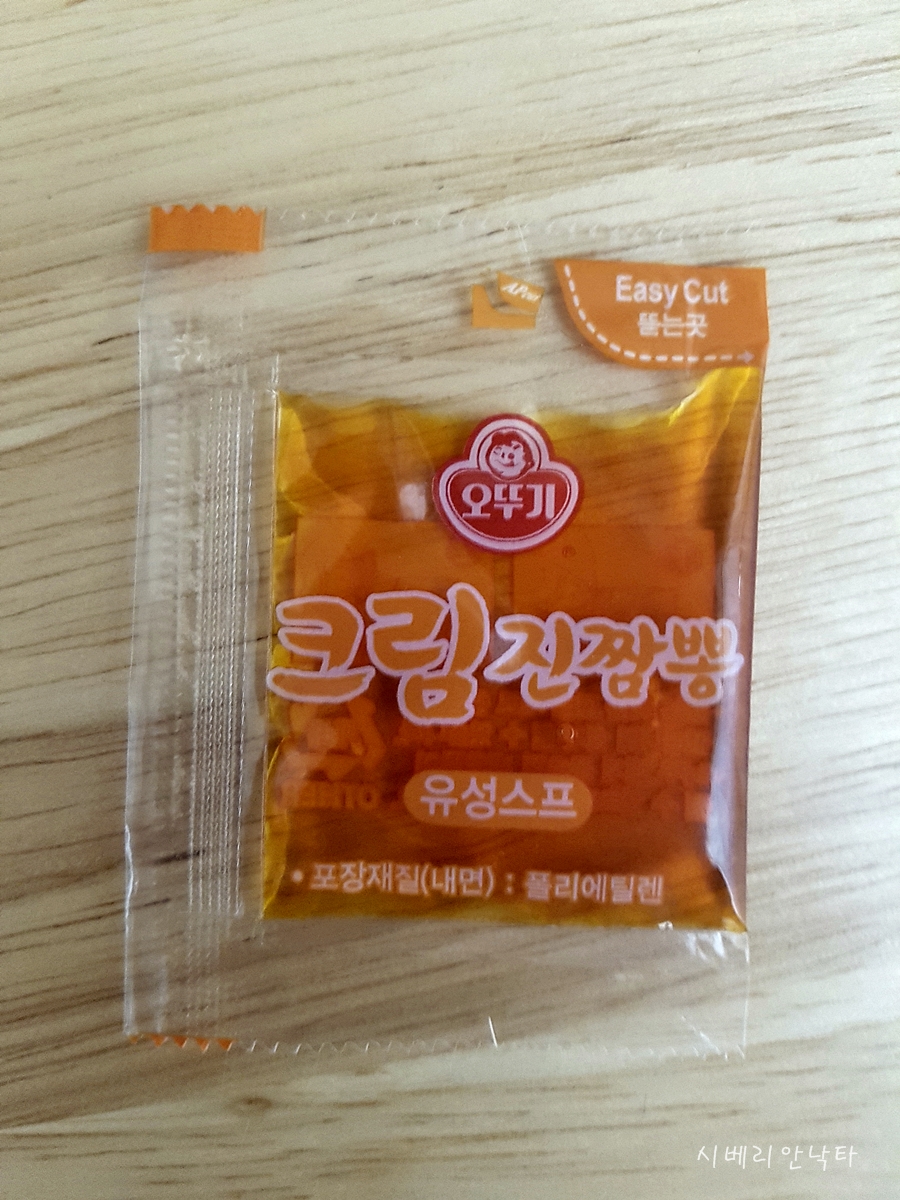 Easy Cut
뜯는곳
오뚜기
®
크림 진짬뽕
유성스프
• 포장재질(내면) : 폴리에틸렌
시베리안낙타